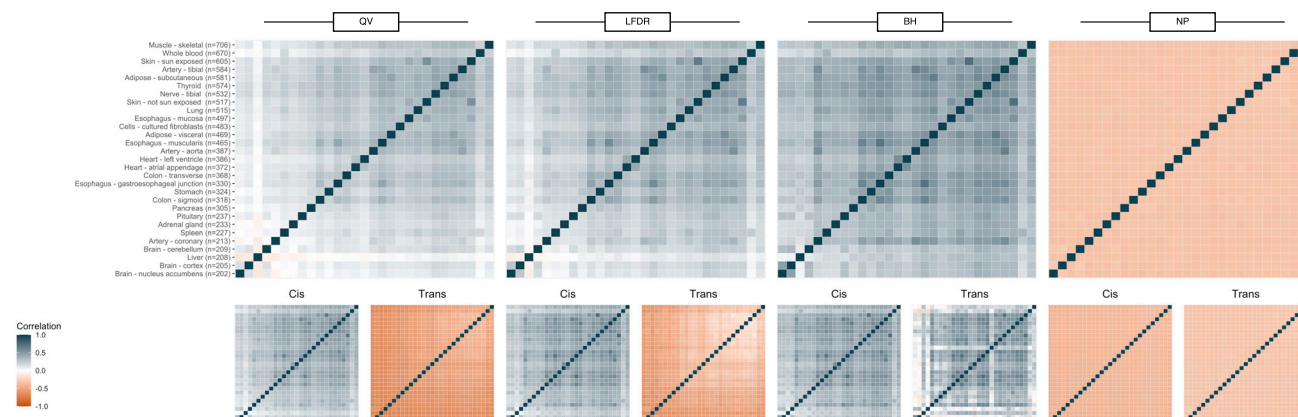 QV
LFDR
BH
NP
Muscle - skeletal (n=706)
Whole blood (n=670)
Skin - sun exposed (n=605)
Artery - tibial (n=584)
Adipose - subcutaneous (n=581)
Thyroid (n=574)
Nerve - tibial (n=532)
Skin - not sun exposed (n=517)
Lung (n=515)
Esophagus - mucosa (n=497)
Cells - cultured fibroblasts (n=483)
Adipose - visceral (n=469)
Esophagus - muscularis (n=465)
Artery - aorta (n=387)
Heart - left ventricle (n=386)
Heart - atrial appendage (n=372)
Colon - transverse (n=368)
Esophagus - gastroesophageal junction (n=330)
Stomach (n=324)
Colon - sigmoid (n=318)
Pancreas (n=305)
Pituitary (n=237)
Adrenal gland (n=233)
Spleen (n=227)
Artery - coronary (n=213)
Brain - cerebellum (n=209)
Liver (n=208)
Brain - cortex (n=205)
Brain - nucleus accumbens (n=202)
Cis
Trans
Cis
Trans
Cis
Trans
Cis
Trans
Correlation
1.0
0.5
0.0
-0.5
-1.0